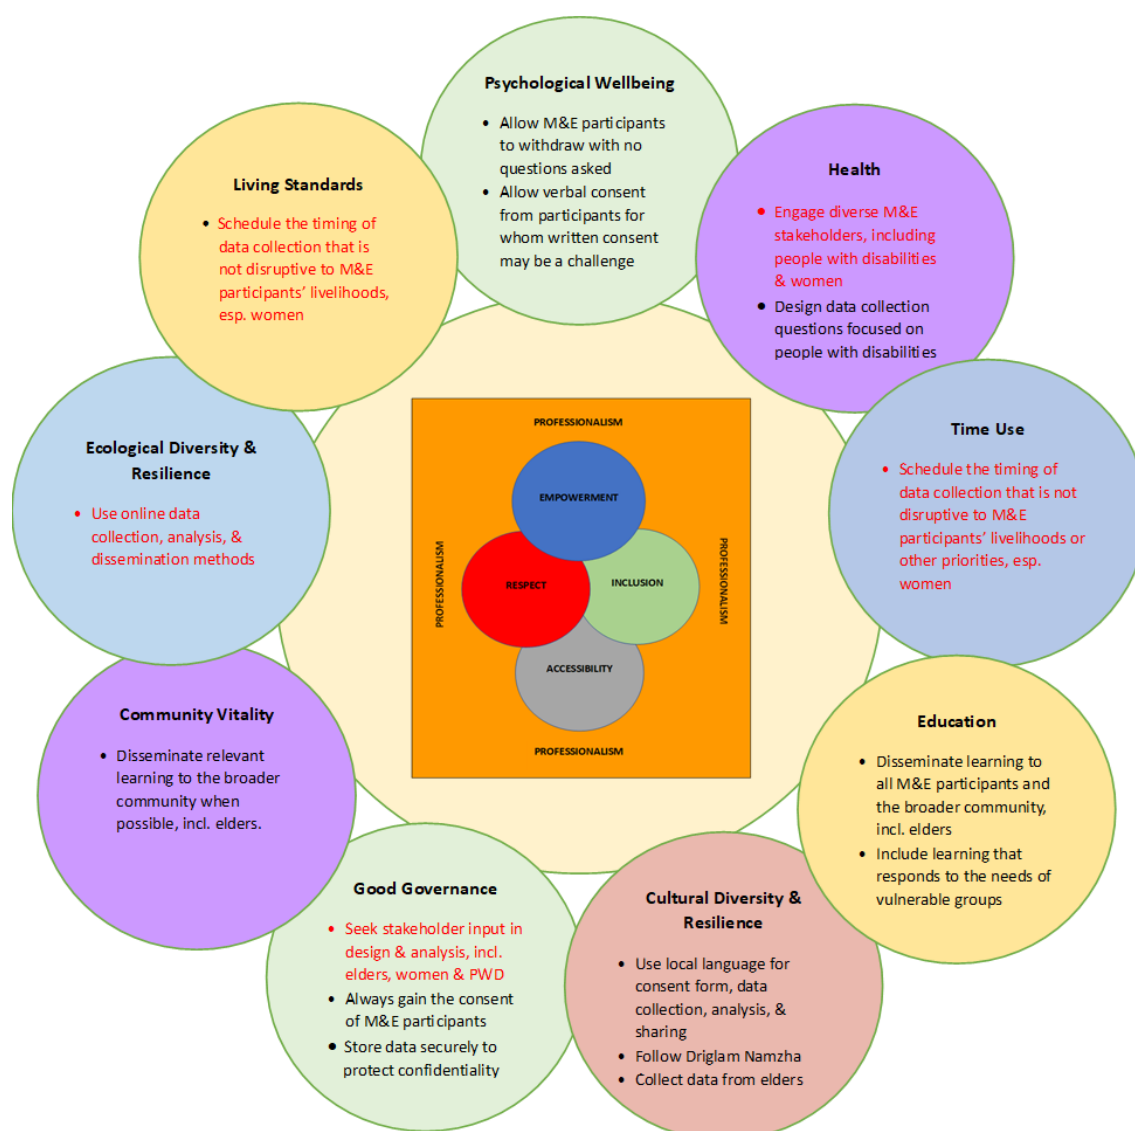 Psychological Wellbeing
• Allow M&E participants
to withdraw with no
questions asked
• Allow verbal consent
from participants for
whom written consent
may be a challenge
Health
• Engage diverse M&E
stakeholders, including
people with disabilities
& women
• Design data collection
questions focused on
people with disabilities
Time Use
• Schedule the timing of
data collection that is not
disruptive to M&E
participants' livelihoods or
other priorities, esp.
women
Education
• Disseminate learning to
all M&E participants and
the broader community,
incl. elders
• Include learning that
responds to the needs of
vulnerable groups
Cultural Diversity &
Resilience
• Use local language for
consent form, data
collection, analysis, &
sharing
• Follow Driglam Namzha
• Collect data from elders
Good Governance
• Seek stakeholder input in
design & analysis, incl.
elders, women & PWD
• Always gain the consent
of M&E participants
• Store data securely to
protect confidentiality
Community Vitality
• Disseminate relevant
learning to the broader
community when
possible, incl. elders.
Ecological Diversity &
Resilience
• Use online data
collection, analysis, &
dissemination methods
Living Standards
• Schedule the timing of
data collection that is
not disruptive to M&E
participants' livelihoods,
esp. women
PROFESSIONALISM
EMPOWERMENT
PROFESSIONALISM
RESPECT
INCLUSION
PROFESSIONALISM
ACCESSIBILITY
PROFESSIONALISM